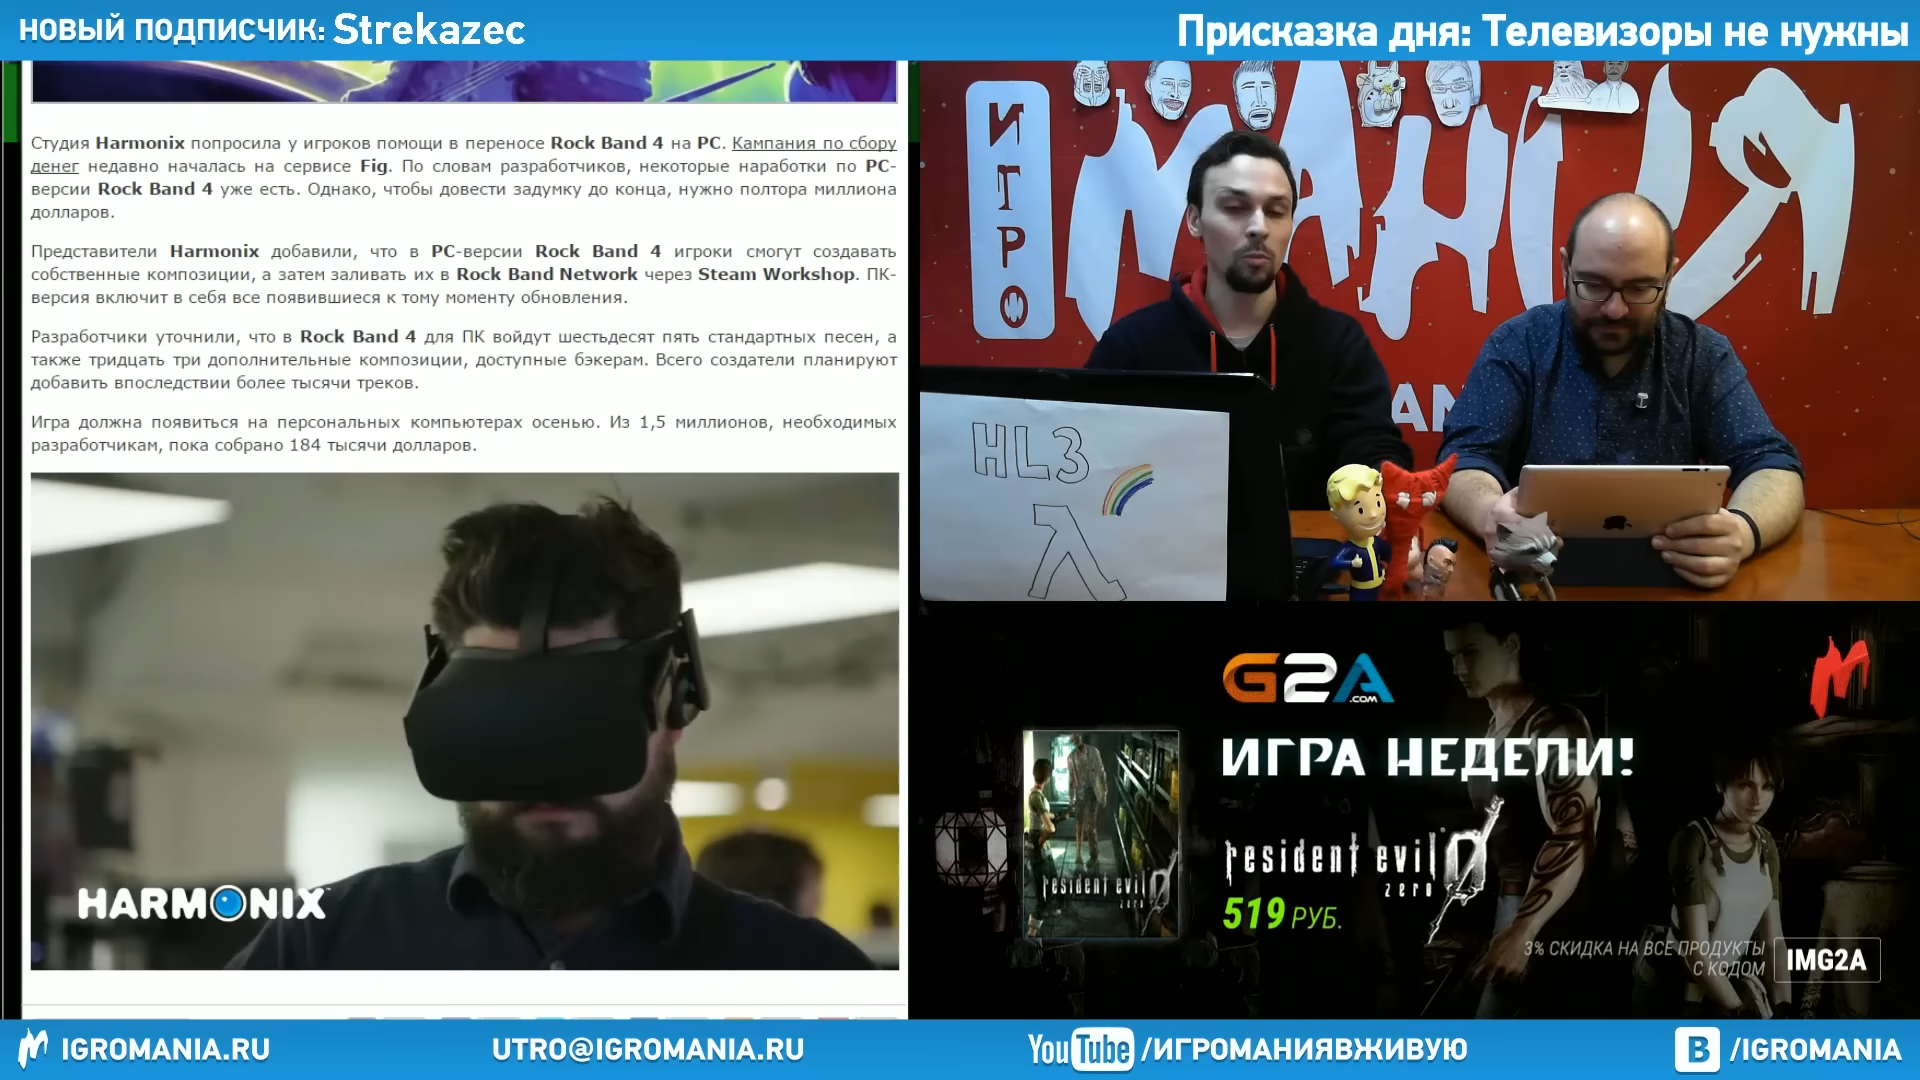 НОВЫЙ ПОДПИСЧИК: Strekazec
Присказка дня: Телевизоры не нужны
Студия Harmonix попросила у игроков помощи в переносе Rock Band 4 на PC. Кампания по сбору
денег недавно началась на сервисе Fig. По словам разработчиков, некоторые наработки по PC-
версии Rock Band 4 уже есть. Однако, чтобы довести задумку до конца, нужно полтора миллиона
долларов.
Представители Harmonix добавили, что в PC-версии Rock Band 4 игроки смогут создавать
собственные композиции, а затем заливать их в Rock Band Network через Steam Workshop. ПК-
версия включит в себя все появившиеся к тому моменту обновления.
Разработчики уточнили, что в Rock Band 4 для ПК войдут шестьдесят пять стандартных песен, а
также тридцать три дополнительные композиции, доступные бэкерам. Всего создатели планируют
добавить впоследствии более тысячи треков.
Игра должна появиться на персональных компьютерах осенью. Из 1,5 миллионов, необходимых
разработчикам, пока собрано 184 тысячи долларов.
HARMONIX
ИГРО
МАНИЯ
HL3
λ
G2A
.COM
ИГРА НЕДЕЛИ!
resident evil 0
zero
resident evil 0
zero
519 РУБ.
3% СКИДКА НА ВСЕ ПРОДУКТЫ
С КОДОМ
IMG2A
IGROMANIA.RU
UTRO@IGROMANIA.RU
YouTube /ИГРОМАНИЯВЖИВУЮ
B /IGROMANIA